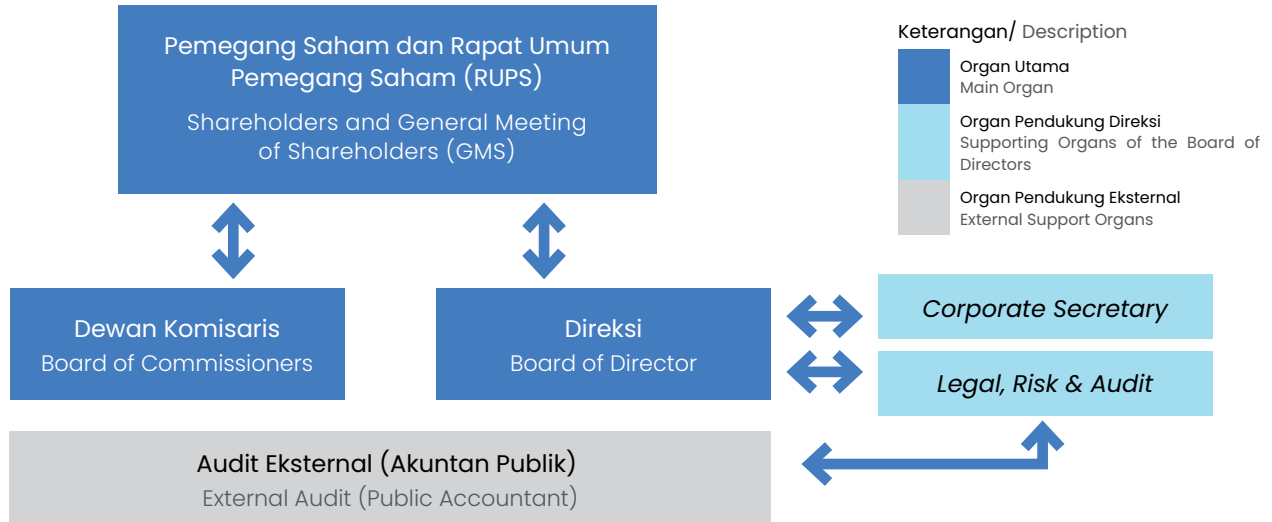 Pemegang Saham dan Rapat Umum
Pemegang Saham (RUPS)
Shareholders and General Meeting
of Shareholders (GMS)
Keterangan/ Description
Organ Utama
Main Organ
Organ Pendukung Direksi
Supporting Organs of the Board of
Directors
Organ Pendukung Eksternal
External Support Organs
Dewan Komisaris
Board of Commissioners
Direksi
Board of Director
Corporate Secretary
Legal, Risk & Audit
Audit Eksternal (Akuntan Publik)
External Audit (Public Accountant)